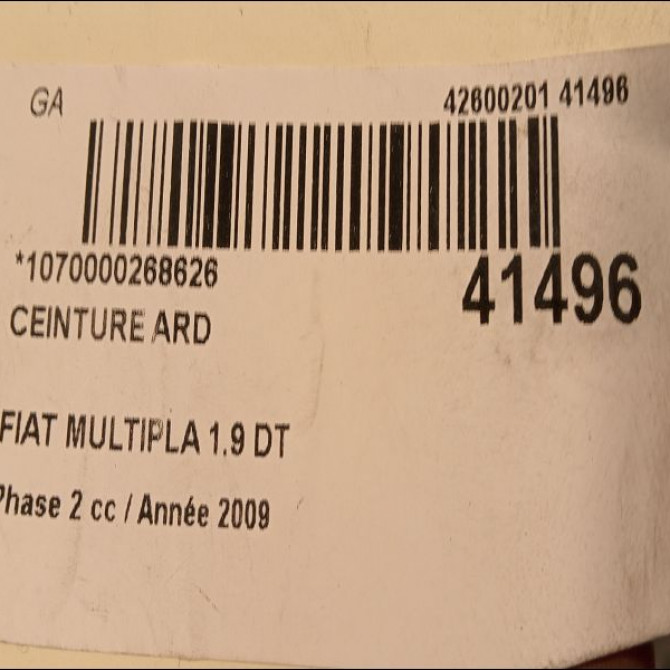 GA
42600201 41496
*1070000268626
41496
CEINTURE ARD
FIAT MULTIPLA 1.9 DT
Phase 2 cc / Année 2009